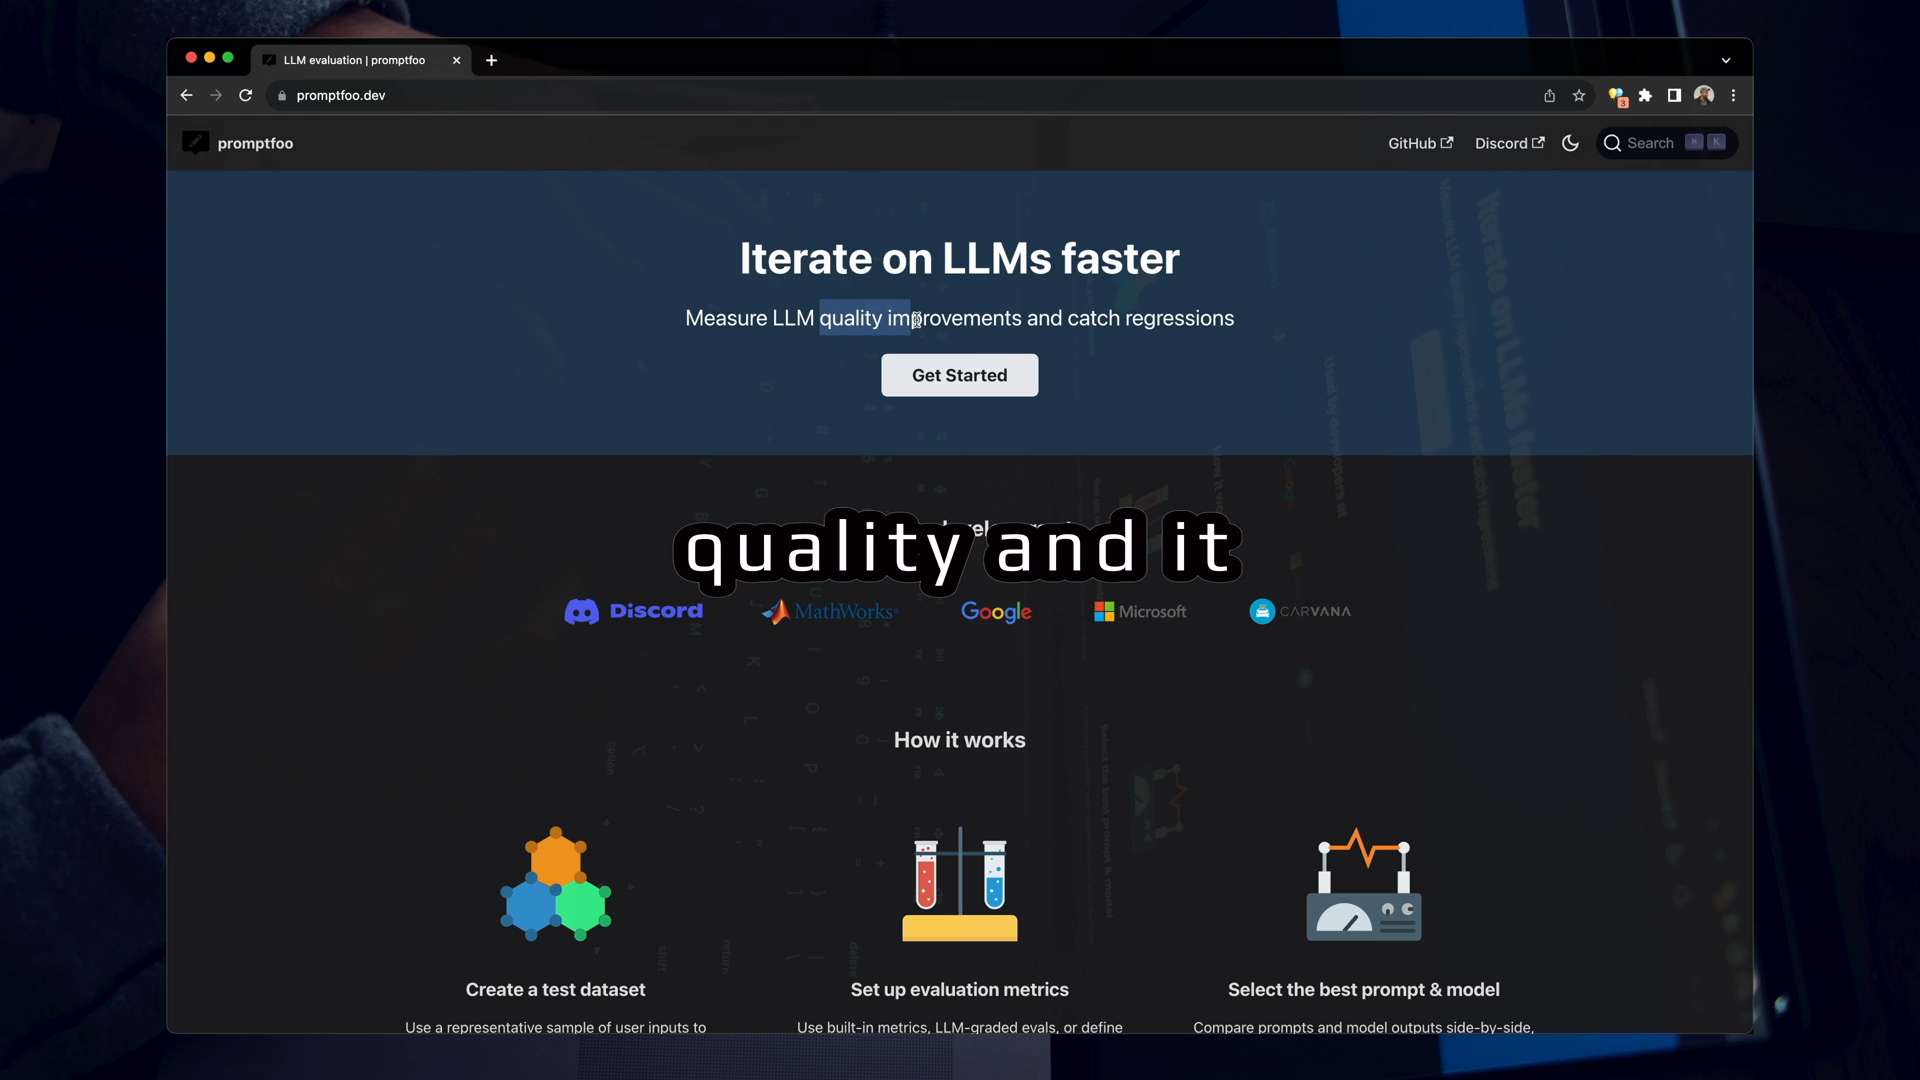 LLM evaluation | promptfoo
promptfoo.dev
3
promptfoo
GitHub
Discord
Search
⌘ K
Iterate on LLMs faster
Measure LLM quality improvements and catch regressions
Get Started
quality and it
Discord
MathWorks®
Google
Microsoft
CARVANA
How it works
Create a test dataset
Set up evaluation metrics
Select the best prompt & model
Use a representative sample of user inputs to
Use built-in metrics, LLM-graded evals, or define
Compare prompts and model outputs side-by-side,